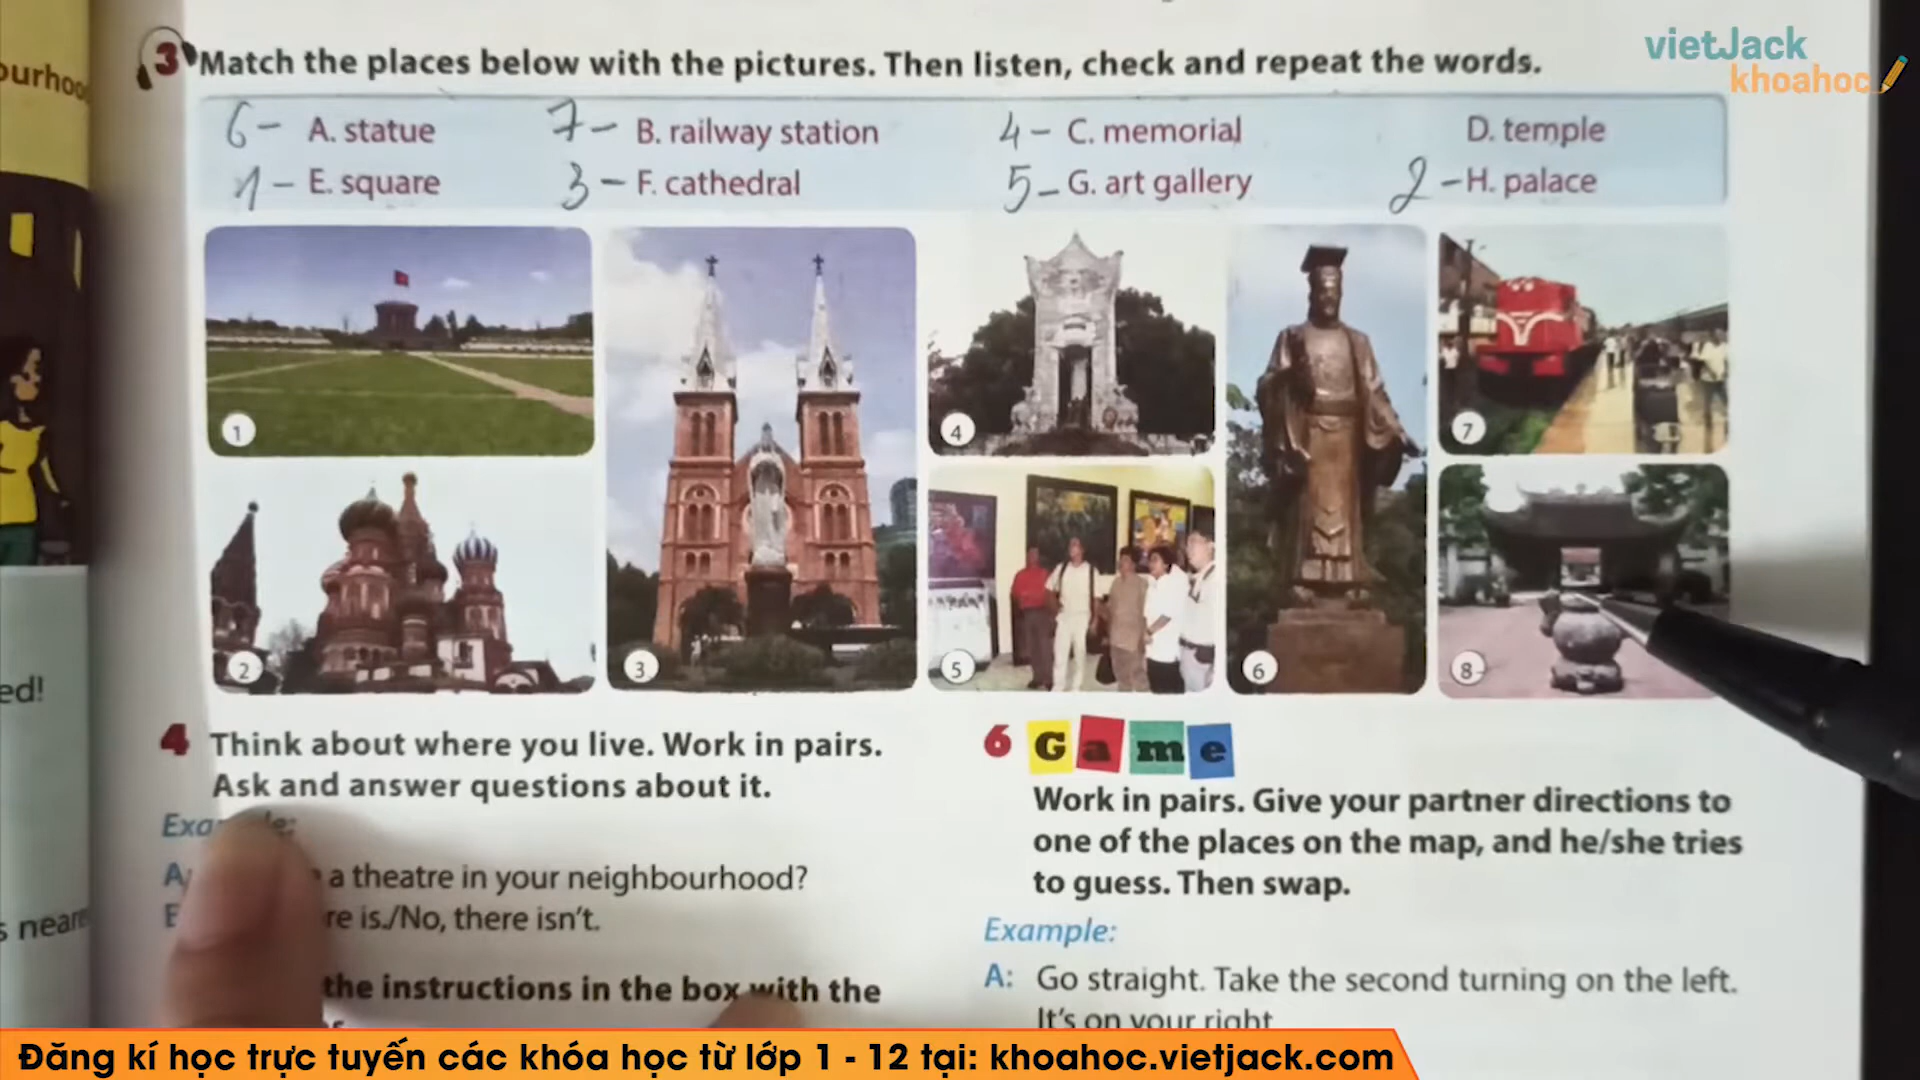 ourhoo
vietJack
khoahoc
3 Match the places below with the pictures. Then listen, check and repeat the words.
6 – A. statue 7 – B. railway station 4 – C. memorial D. temple
1 – E. square 3 – F. cathedral 5 – G. art gallery 2 – H. palace
1
2
3
4
5
6
7
8
ed!
s near
4 Think about where you live. Work in pairs.
Ask and answer questions about it.
A: a theatre in your neighbourhood?
re is./No, there isn't.
the instructions in the box with the
6 Game
Work in pairs. Give your partner directions to
one of the places on the map, and he/she tries
to guess. Then swap.
Example:
A: Go straight. Take the second turning on the left.
It's on your right
Đăng kí học trực tuyến các khóa học từ lớp 1 - 12 tại: khoahoc.vietjack.com